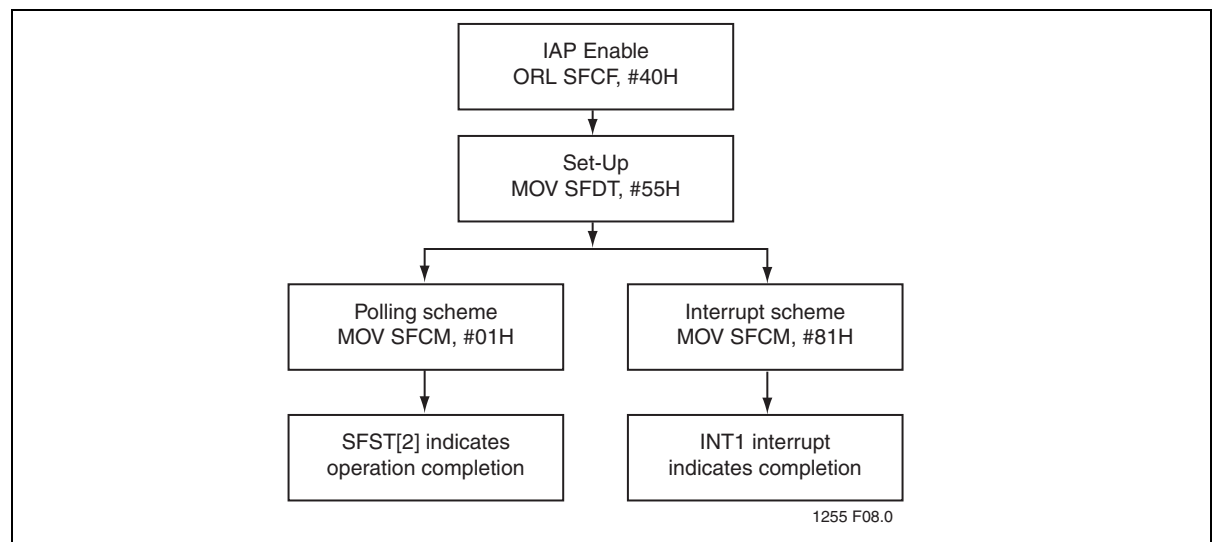 IAP Enable
ORL SFCF, #40H
Set-Up
MOV SFDT, #55H
Polling scheme
MOV SFCM, #01H
Interrupt scheme
MOV SFCM, #81H
SFST[2] indicates
operation completion
INT1 interrupt
indicates completion
1255 F08.0